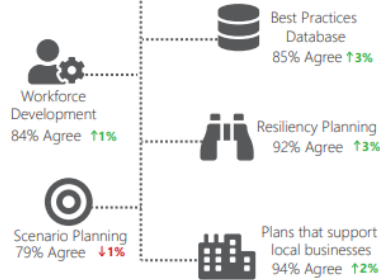 Best Practices
Database
85% Agree ↑3%
Workforce
Development
84% Agree ↑1%
Resiliency Planning
92% Agree ↑3%
Scenario Planning
79% Agree ↓1%
Plans that support
local businesses
94% Agree ↑2%